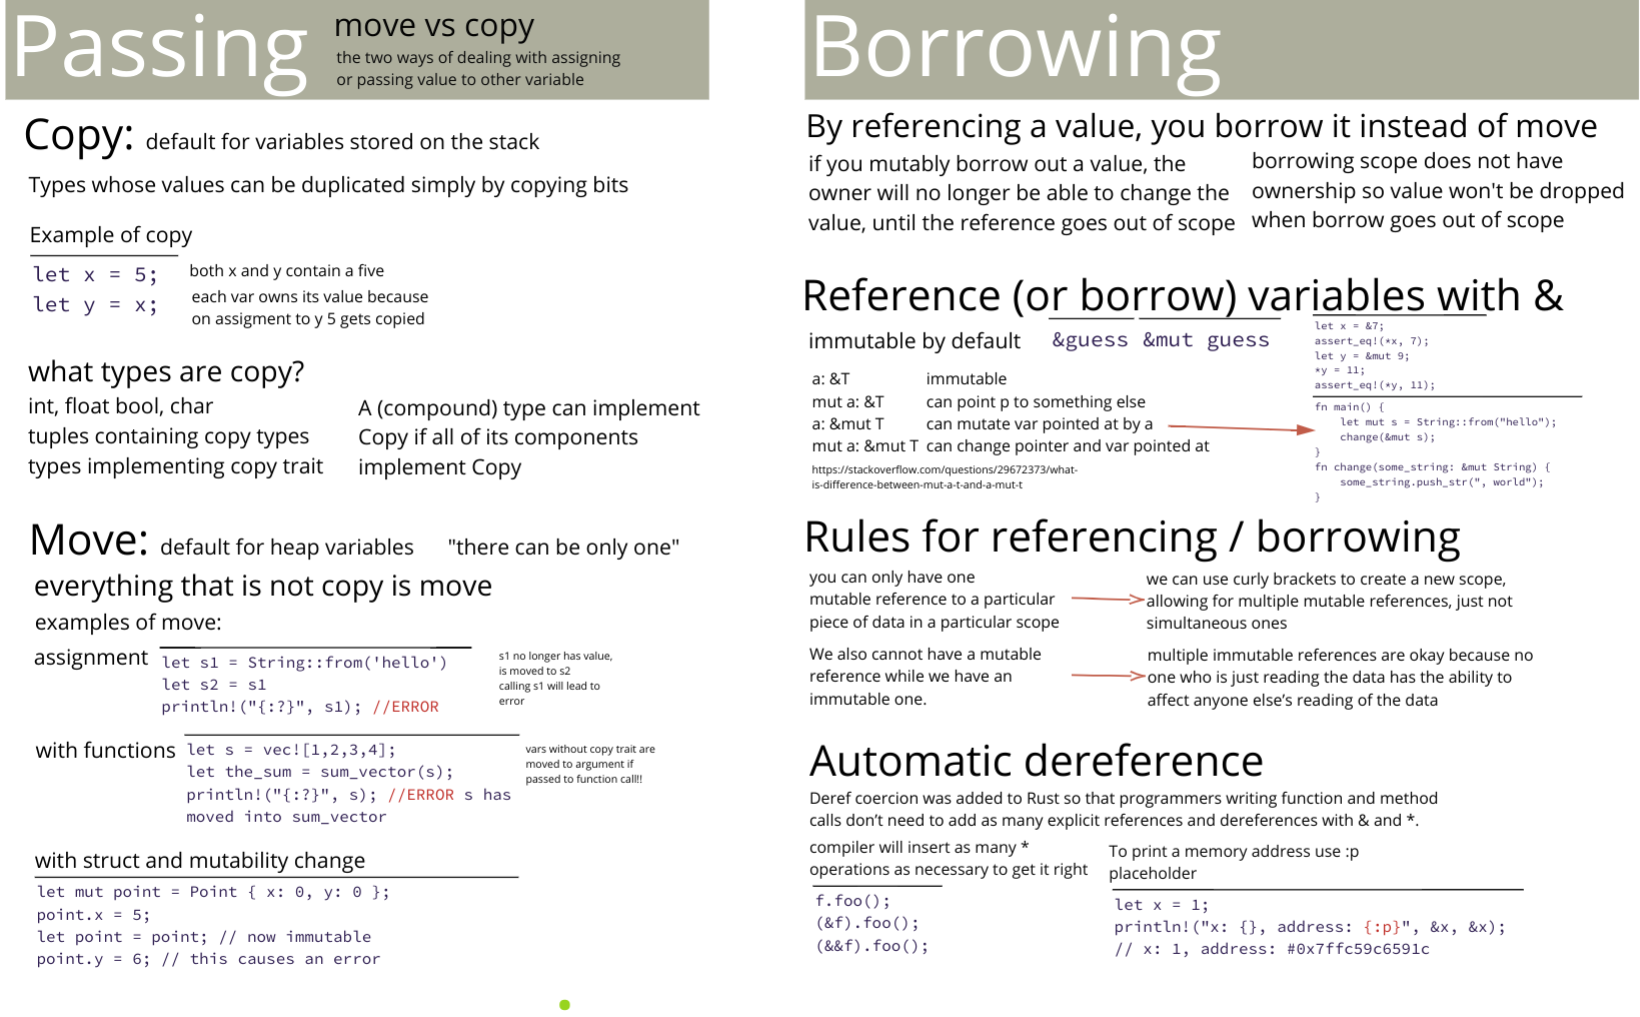 Passing
move vs copy
the two ways of dealing with assigning
or passing value to other variable
Copy: default for variables stored on the stack
Types whose values can be duplicated simply by copying bits
Example of copy
let x = 5;
let y = x;
both x and y contain a five
each var owns its value because
on assigment to y 5 gets copied
what types are copy?
int, float bool, char
tuples containing copy types
types implementing copy trait
A (compound) type can implement
Copy if all of its components
implement Copy
Move: default for heap variables "there can be only one"
everything that is not copy is move
examples of move:
assignment
let s1 = String::from('hello')
let s2 = s1
println!("{:?}", s1); //ERROR
s1 no longer has value,
is moved to s2
calling s1 will lead to
error
with functions
let s = vec![1,2,3,4];
let the_sum = sum_vector(s);
println!("{:?}", s); //ERROR s has
moved into sum_vector
vars without copy trait are
moved to argument if
passed to function call!!
with struct and mutability change
let mut point = Point { x: 0, y: 0 };
point.x = 5;
let point = point; // now immutable
point.y = 6; // this causes an error
Borrowing
By referencing a value, you borrow it instead of move
if you mutably borrow out a value, the
owner will no longer be able to change the
value, until the reference goes out of scope
borrowing scope does not have
ownership so value won't be dropped
when borrow goes out of scope
Reference (or borrow) variables with &
immutable by default
&guess &mut guess
a: &T immutable
mut a: &T can point p to something else
a: &mut T can mutate var pointed at by a
mut a: &mut T can change pointer and var pointed at
https://stackoverflow.com/questions/29672373/what-
is-difference-between-mut-a-t-and-a-mut-t
let x = &7;
assert_eq!(*x, 7);
let y = &mut 9;
*y = 11;
assert_eq!(*y, 11);
fn main() {
let mut s = String::from("hello");
change(&mut s);
}
fn change(some_string: &mut String) {
some_string.push_str(", world");
}
Rules for referencing / borrowing
you can only have one
mutable reference to a particular
piece of data in a particular scope
we can use curly brackets to create a new scope,
allowing for multiple mutable references, just not
simultaneous ones
We also cannot have a mutable
reference while we have an
immutable one.
multiple immutable references are okay because no
one who is just reading the data has the ability to
affect anyone else's reading of the data
Automatic dereference
Deref coercion was added to Rust so that programmers writing function and method
calls don't need to add as many explicit references and dereferences with & and *.
compiler will insert as many *
operations as necessary to get it right
f.foo();
(&f).foo();
(&&f).foo();
To print a memory address use :p
placeholder
let x = 1;
println!("x: {}, address: {:p}", &x, &x);
// x: 1, address: #0x7ffc59c6591c